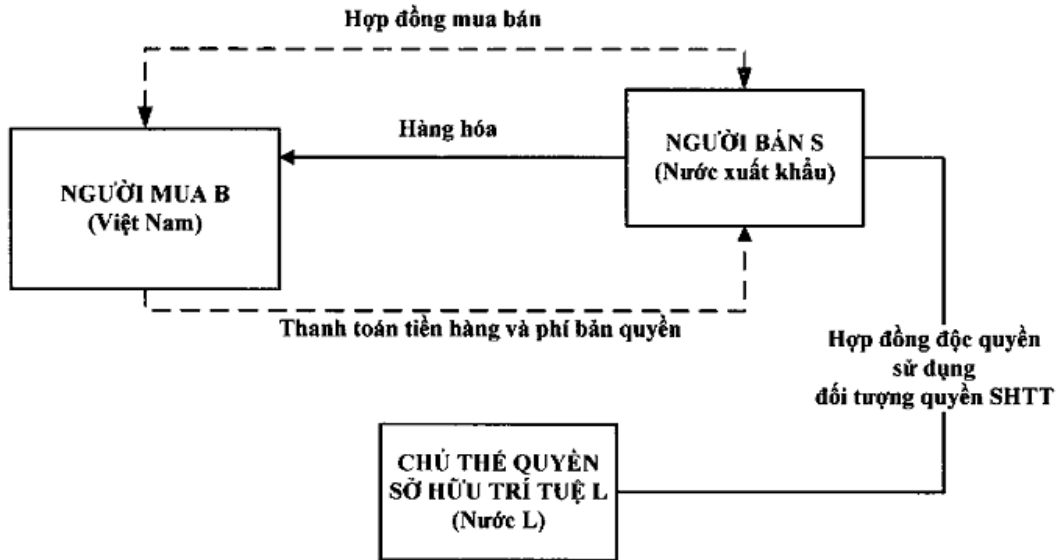 Hợp đồng mua bán
NGƯỜI BÁN S
(Nước xuất khẩu)
Hàng hóa
NGƯỜI MUA B
(Việt Nam)
Thanh toán tiền hàng và phí bản quyền
Hợp đồng độc quyền
sử dụng
đối tượng quyền SHTT
CHỦ THỂ QUYỀN
SỞ HỮU TRÍ TUỆ L
(Nước L)